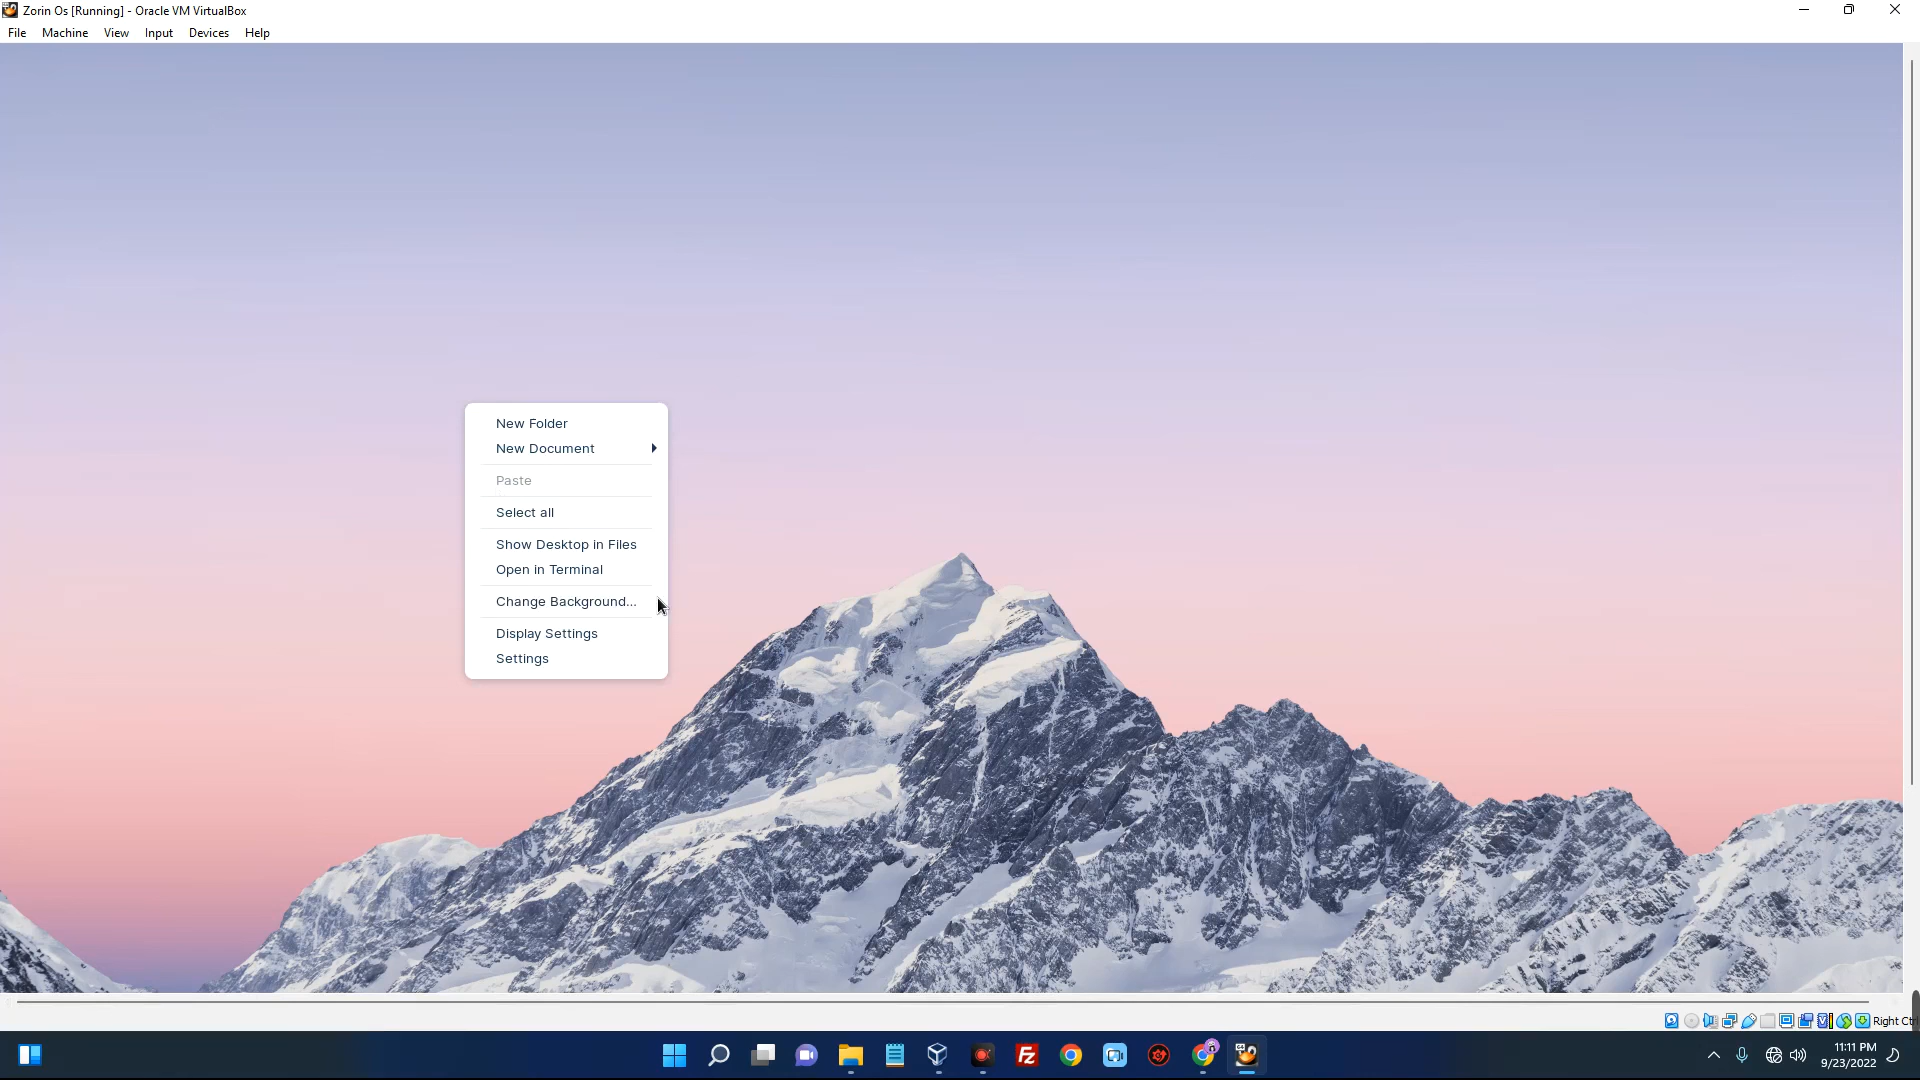 Zorin Os [Running] - Oracle VM VirtualBox
File Machine View Input Devices Help
New Folder
New Document
Paste
Select all
Show Desktop in Files
Open in Terminal
Change Background...
Display Settings
Settings
Right Ctrl
Fz
11:11 PM
9/23/2022